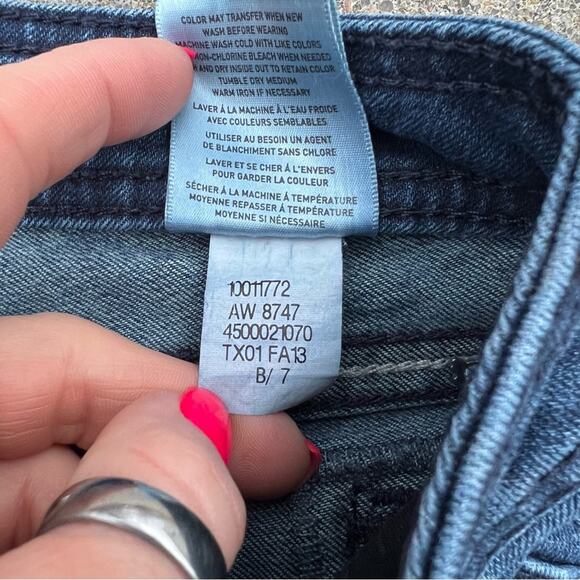 COLOR MAY TRANSFER WHEN NEW
WASH BEFORE WEARING
MACHINE WASH COLD WITH LIKE COLORS
NON-CHLORINE BLEACH WHEN NEEDED
AND DRY INSIDE OUT TO RETAIN COLOR
TUMBLE DRY MEDIUM
WARM IRON IF NECESSARY
LAVER À LA MACHINE À L'EAU FROIDE
AVEC COULEURS SEMBLABLES
UTILISER AU BESOIN UN AGENT
DE BLANCHIMENT SANS CHLORE
LAVER ET SE CHER À L'ENVERS
POUR GARDER LA COULEUR
SÉCHER À LA MACHINE À TEMPÉRATURE
MOYENNE REPASSER À TEMPÉRATURE
MOYENNE SI NÉCESSAIRE
10011772
AW 8747
4500021070
TX01 FA13
B/ 7